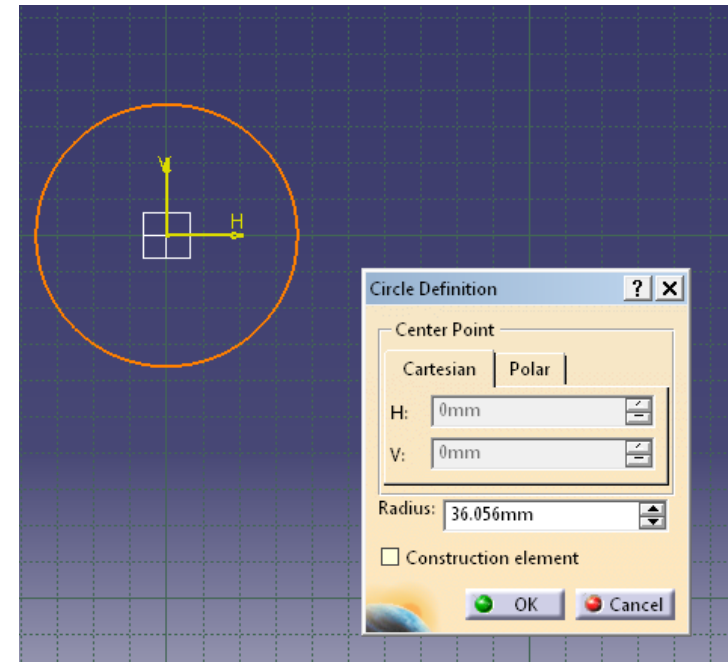 V
H
Circle Definition
?
Center Point
Cartesian
Polar
H:
0mm
V:
0mm
Radius:
36.056mm
Construction element
OK
Cancel